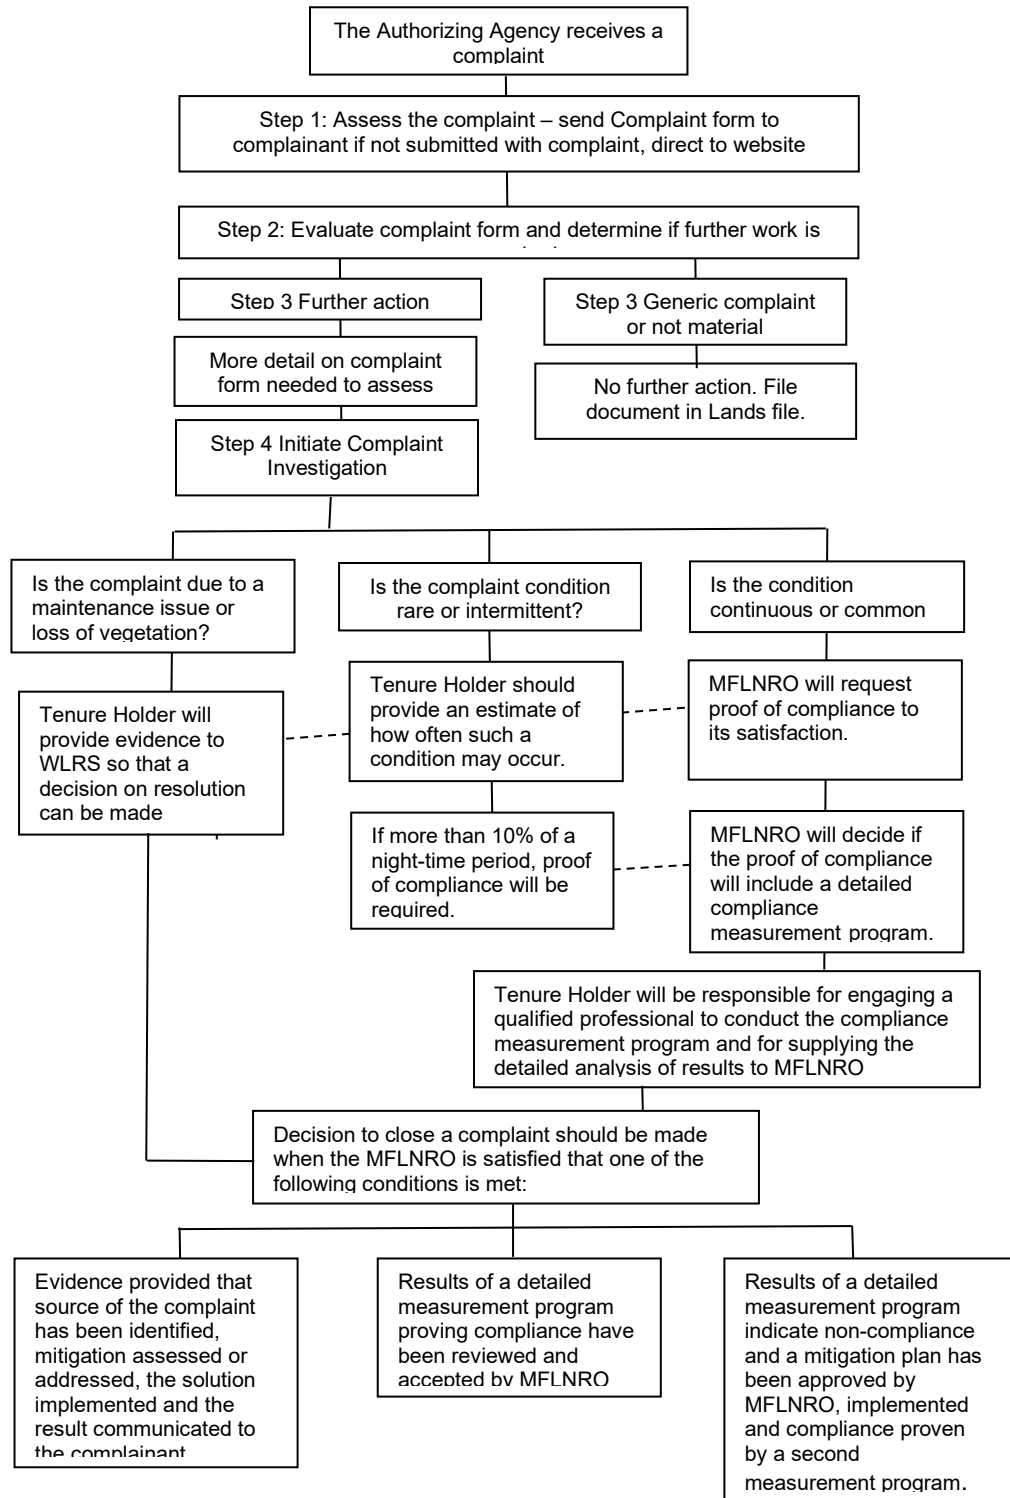 The Authorizing Agency receives a
complaint
Step 1: Assess the complaint – send Complaint form to
complainant if not submitted with complaint, direct to website
Step 2: Evaluate complaint form and determine if further work is
Step 3 Further action
Step 3 Generic complaint
or not material
More detail on complaint
form needed to assess
No further action. File
document in Lands file.
Step 4 Initiate Complaint
Investigation
Is the complaint due to a
maintenance issue or
loss of vegetation?
Is the complaint condition
rare or intermittent?
Is the condition
continuous or common
Tenure Holder will
provide evidence to
WLRS so that a
decision on resolution
can be made
Tenure Holder should
provide an estimate of
how often such a
condition may occur.
MFLNRO will request
proof of compliance to
its satisfaction.
If more than 10% of a
night-time period, proof
of compliance will be
required.
MFLNRO will decide if
the proof of compliance
will include a detailed
compliance
measurement program.
Tenure Holder will be responsible for engaging a
qualified professional to conduct the compliance
measurement program and for supplying the
detailed analysis of results to MFLNRO
Decision to close a complaint should be made
when the MFLNRO is satisfied that one of the
following conditions is met:
Evidence provided that
source of the complaint
has been identified,
mitigation assessed or
addressed, the solution
implemented and the
result communicated to
the complainant
Results of a detailed
measurement program
proving compliance have
been reviewed and
accepted by MFLNRO
Results of a detailed
measurement program
indicate non-compliance
and a mitigation plan has
been approved by
MFLNRO, implemented
and compliance proven
by a second
measurement program.